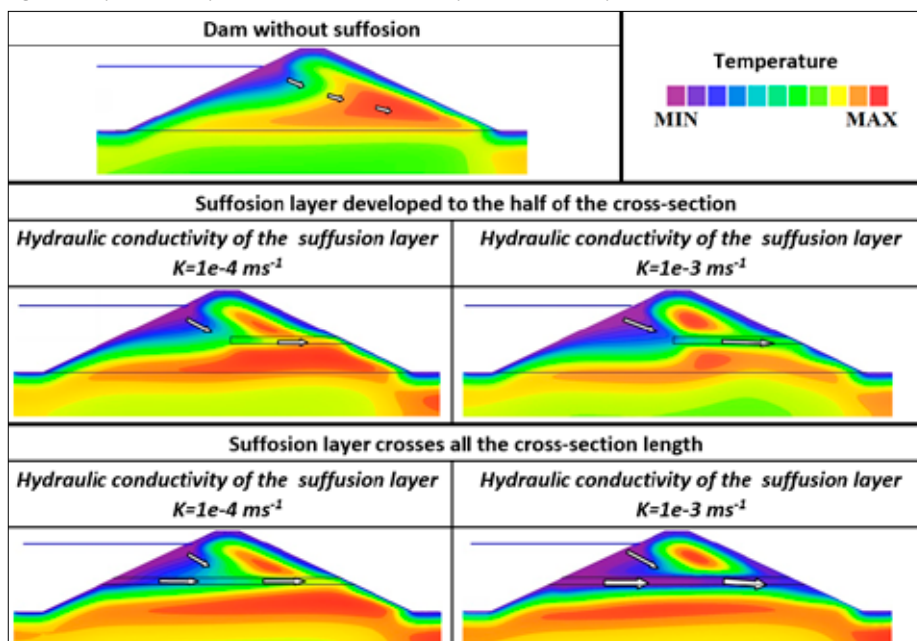 Dam without suffosion
Temperature
MIN MAX
Suffosion layer developed to the half of the cross-section
Hydraulic conductivity of the suffusion layer
K=1e-4 ms-1
Hydraulic conductivity of the suffusion layer
K=1e-3 ms-1
Suffosion layer crosses all the cross-section length
Hydraulic conductivity of the suffusion layer
K=1e-4 ms-1
Hydraulic conductivity of the suffusion layer
K=1e-3 ms-1